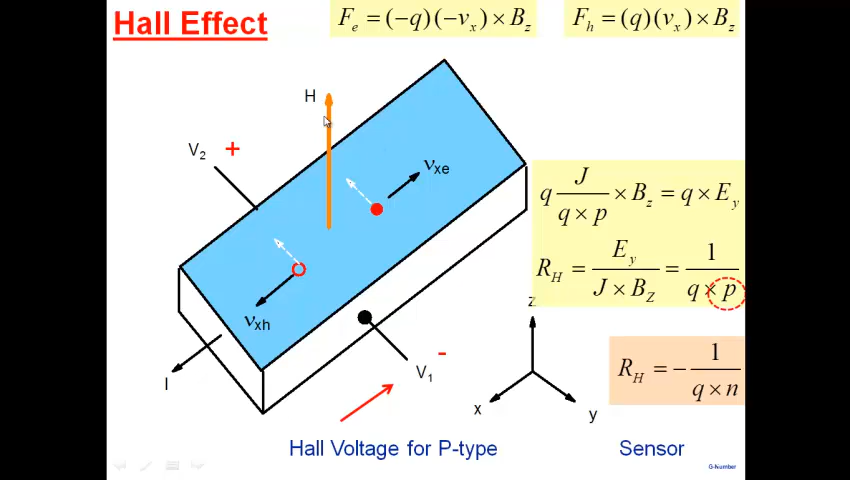 Hall Effect
F_e = (−q)(−v_x) × B_z
F_h = (q)(v_x) × B_z
H
V₂ +
v_xe
q J/(q × p) × B_z = q × E_y
R_H = E_y/(J × B_Z) = 1/(q × p)
v_xh
z
I
V₁ -
x
y
R_H = − 1/(q × n)
Hall Voltage for P-type
Sensor
G-Number